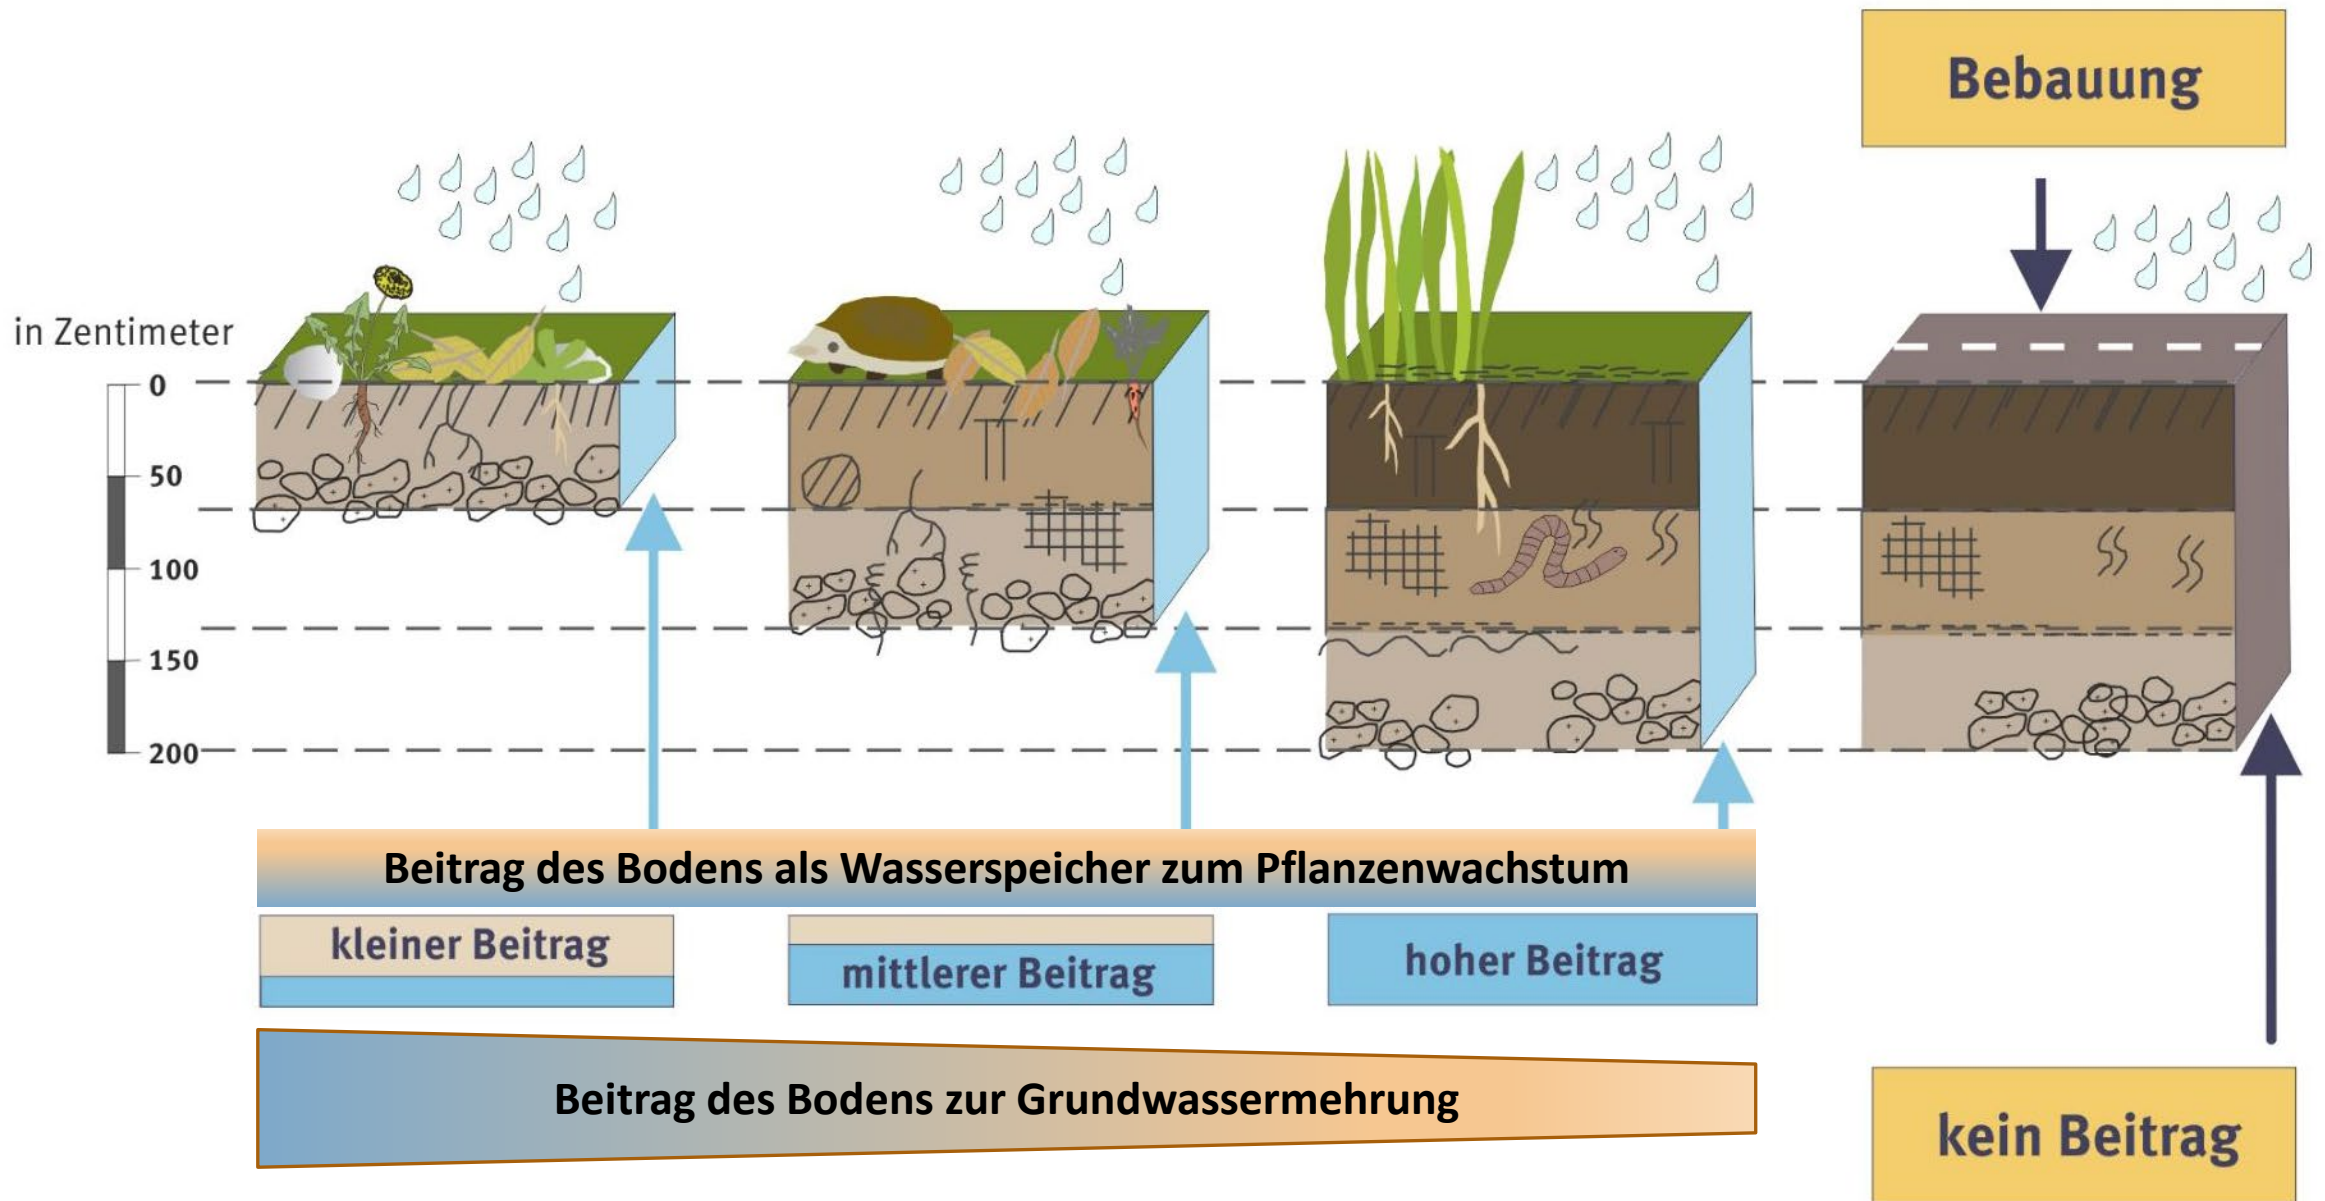 Bebauung
in Zentimeter
0
50
100
150
200
Beitrag des Bodens als Wasserspeicher zum Pflanzenwachstum
kleiner Beitrag
mittlerer Beitrag
hoher Beitrag
Beitrag des Bodens zur Grundwassermehrung
kein Beitrag